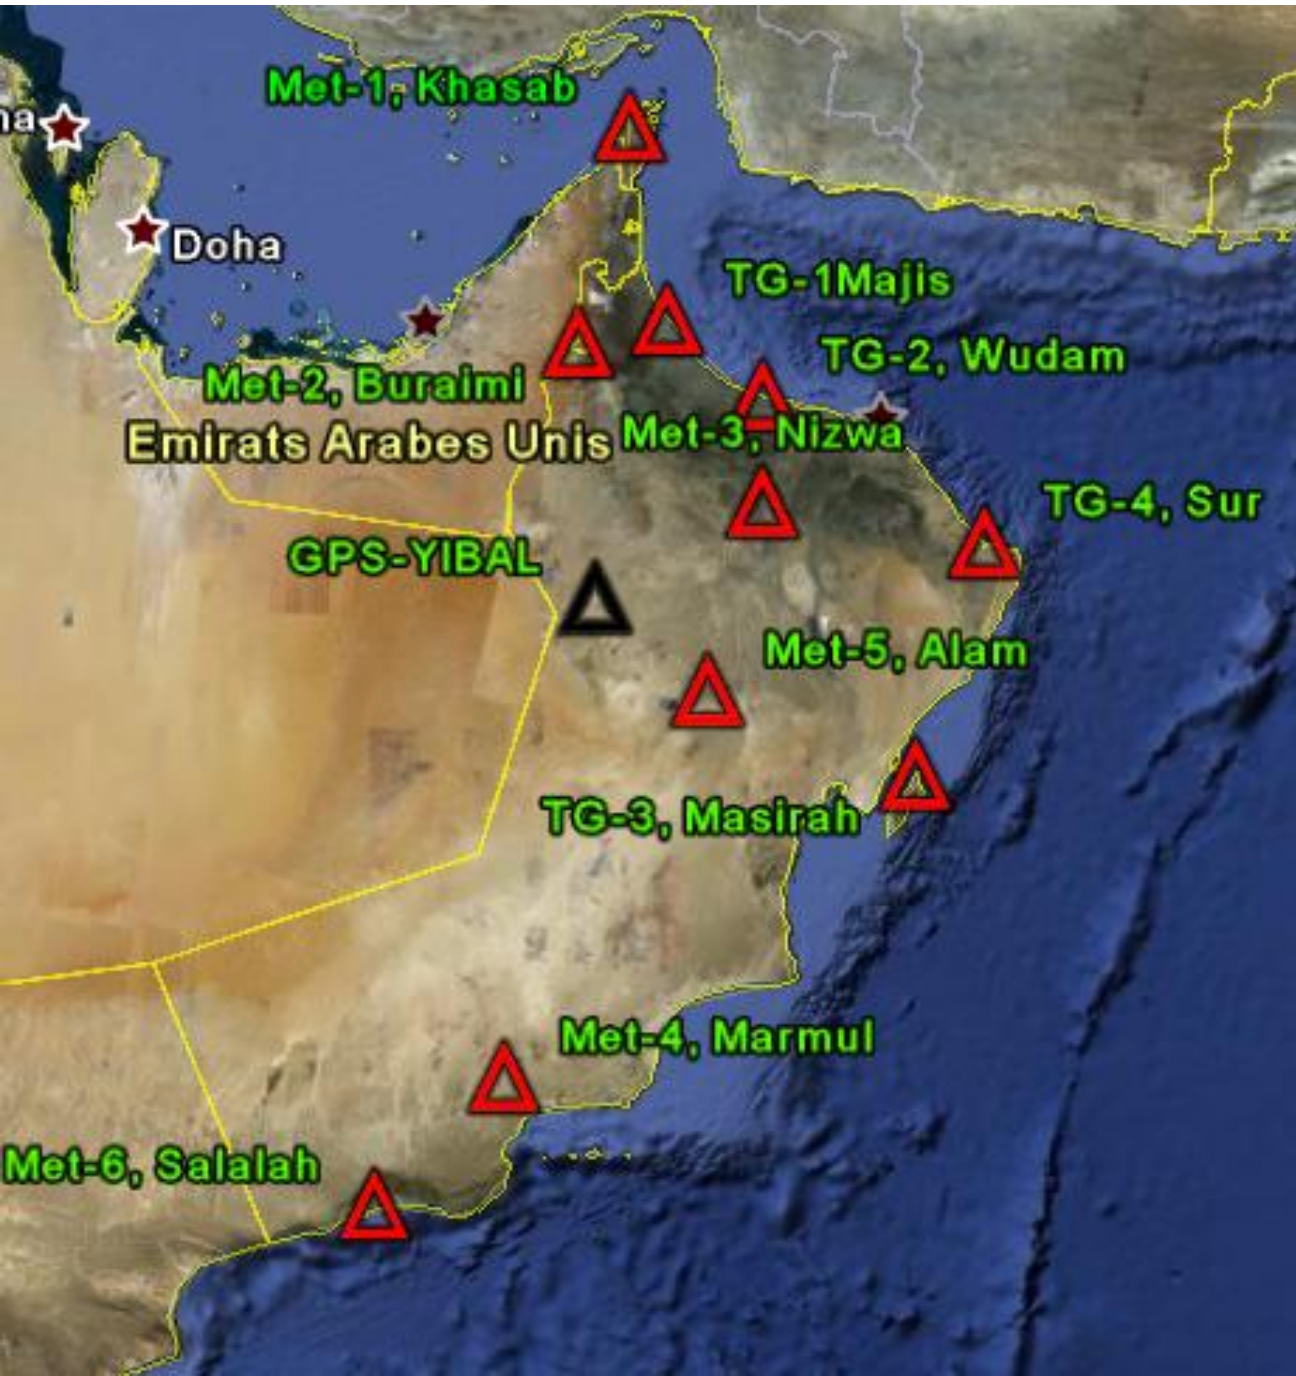 Met-1, Khasab
na
Doha
TG-1Majis
TG-2, Wudam
Met-2, Buraimi
Emirats Arabes Unis
Met-3, Nizwa
TG-4, Sur
GPS-YIBAL
Met-5, Alam
TG-3, Masirah
Met-4, Marmul
Met-6, Salalah